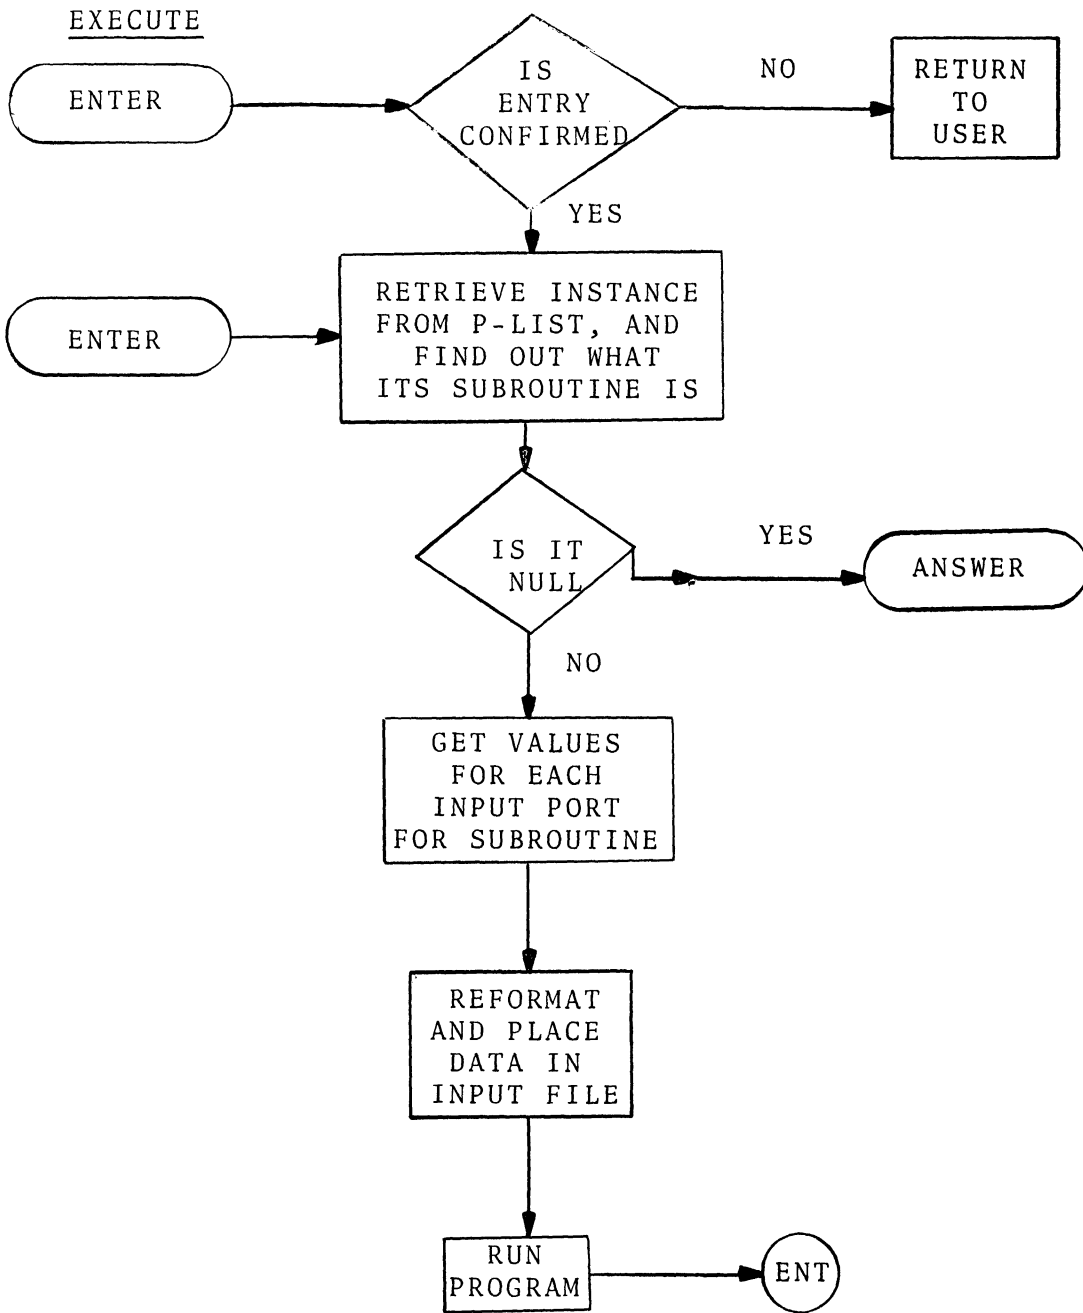 EXECUTE
ENTER
IS
ENTRY
CONFIRMED
NO
RETURN
TO
USER
YES
ENTER
RETRIEVE INSTANCE
FROM P-LIST, AND
FIND OUT WHAT
ITS SUBROUTINE IS
IS IT
NULL
YES
ANSWER
NO
GET VALUES
FOR EACH
INPUT PORT
FOR SUBROUTINE
REFORMAT
AND PLACE
DATA IN
INPUT FILE
RUN
PROGRAM
ENT